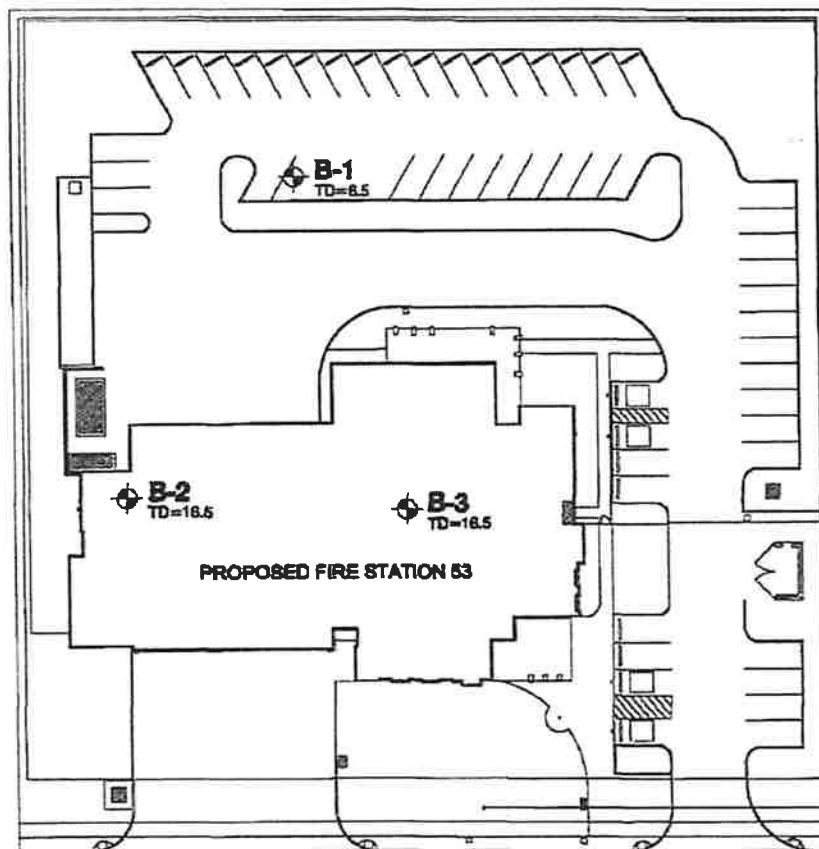 B-1
TD=6.5
B-2
TD=16.5
B-3
TD=16.5
PROPOSED FIRE STATION 53